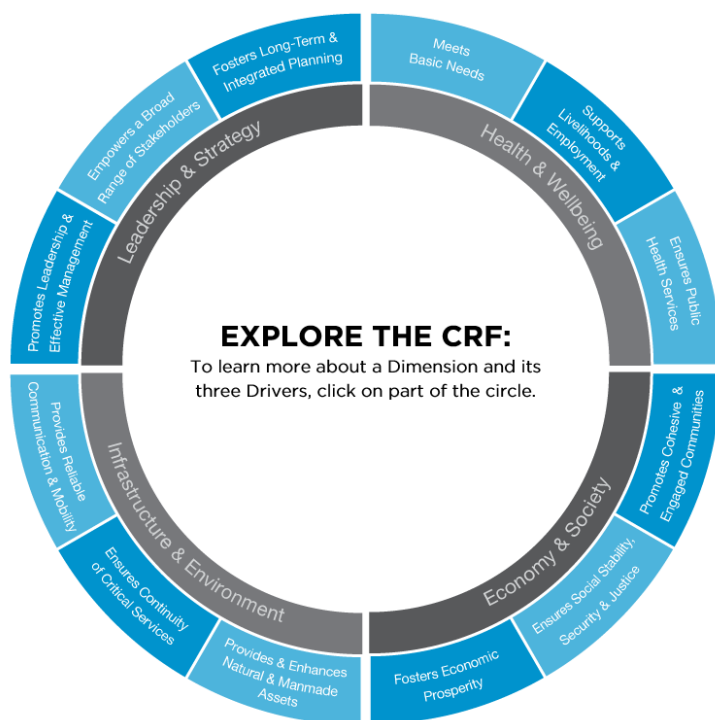 EXPLORE THE CRF:
To learn more about a Dimension and its
three Drivers, click on part of the circle.
Health & Wellbeing
Meets
Basic Needs
Supports
Livelihoods &
Employment
Ensures Public
Health Services
Economy & Society
Promotes Cohesive &
Engaged Communities
Ensures Social Stability,
Security & Justice
Fosters Economic
Prosperity
Infrastructure & Environment
Provides & Enhances
Natural & Manmade
Assets
Ensures Continuity
of Critical Services
Provides Reliable
Communication & Mobility
Leadership & Strategy
Promotes Leadership &
Effective Management
Empowers a Broad
Range of Stakeholders
Fosters Long-Term &
Integrated Planning